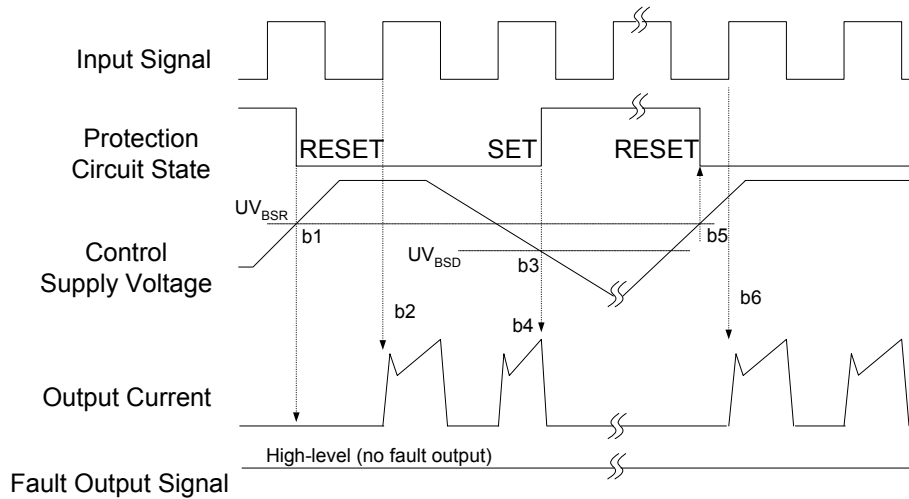 Input Signal
Protection
Circuit State
RESET
SET
RESET
UV_BSR
b1
b5
Control
Supply Voltage
UV_BSD
b3
b2
b4
b6
Output Current
High-level (no fault output)
Fault Output Signal